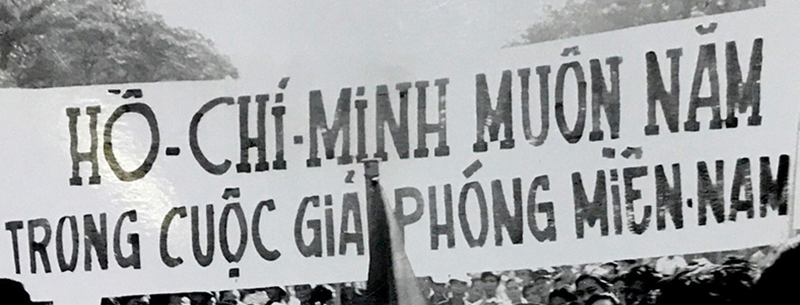 HỒ-CHÍ-MINH MUÔN NĂM
TRONG CUỘC GIẢI PHÓNG MIỀN-NAM